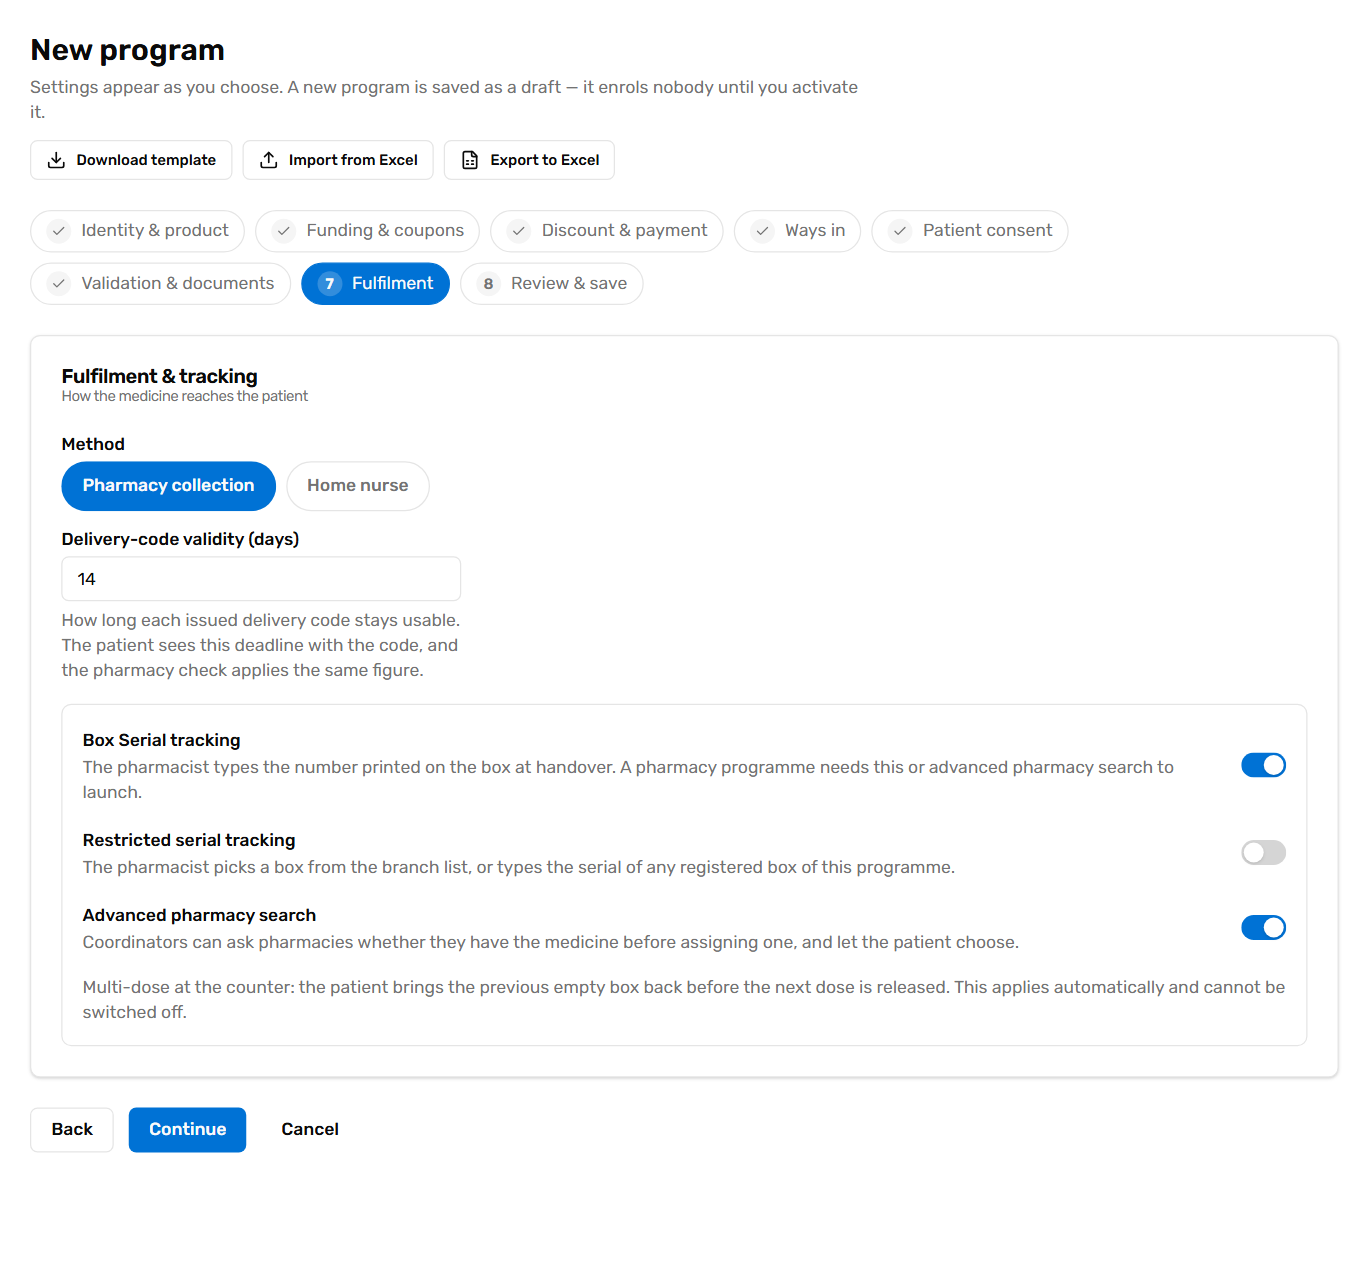 New program
Settings appear as you choose. A new program is saved as a draft — it enrols nobody until you activate
it.
Download template
Import from Excel
Export to Excel
Identity & product
Funding & coupons
Discount & payment
Ways in
Patient consent
Validation & documents
7 Fulfilment
8 Review & save
Fulfilment & tracking
How the medicine reaches the patient
Method
Pharmacy collection
Home nurse
Delivery-code validity (days)
14
How long each issued delivery code stays usable.
The patient sees this deadline with the code, and
the pharmacy check applies the same figure.
Box Serial tracking
The pharmacist types the number printed on the box at handover. A pharmacy programme needs this or advanced pharmacy search to
launch.
Restricted serial tracking
The pharmacist picks a box from the branch list, or types the serial of any registered box of this programme.
Advanced pharmacy search
Coordinators can ask pharmacies whether they have the medicine before assigning one, and let the patient choose.
Multi-dose at the counter: the patient brings the previous empty box back before the next dose is released. This applies automatically and cannot be
switched off.
Back
Continue
Cancel